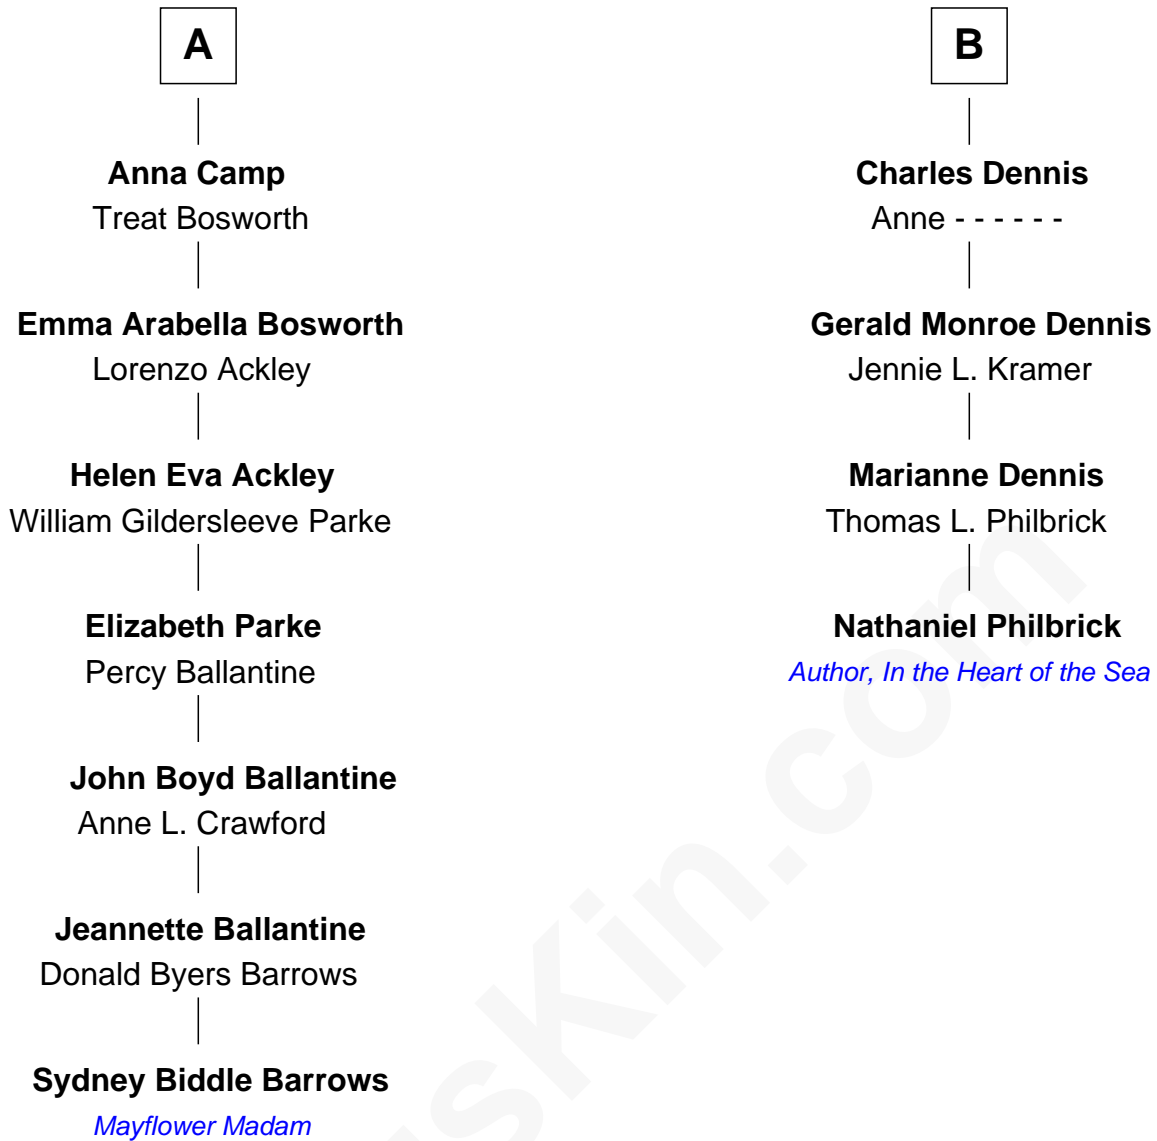 A
Anna Camp
Treat Bosworth
Emma Arabella Bosworth
Lorenzo Ackley
Helen Eva Ackley
William Gildersleeve Parke
Elizabeth Parke
Percy Ballantine
John Boyd Ballantine
Anne L. Crawford
Jeannette Ballantine
Donald Byers Barrows
Sydney Biddle Barrows
Mayflower Madam
B
Charles Dennis
Anne - - - - - -
Gerald Monroe Dennis
Jennie L. Kramer
Marianne Dennis
Thomas L. Philbrick
Nathaniel Philbrick
Author, In the Heart of the Sea
sKin.com